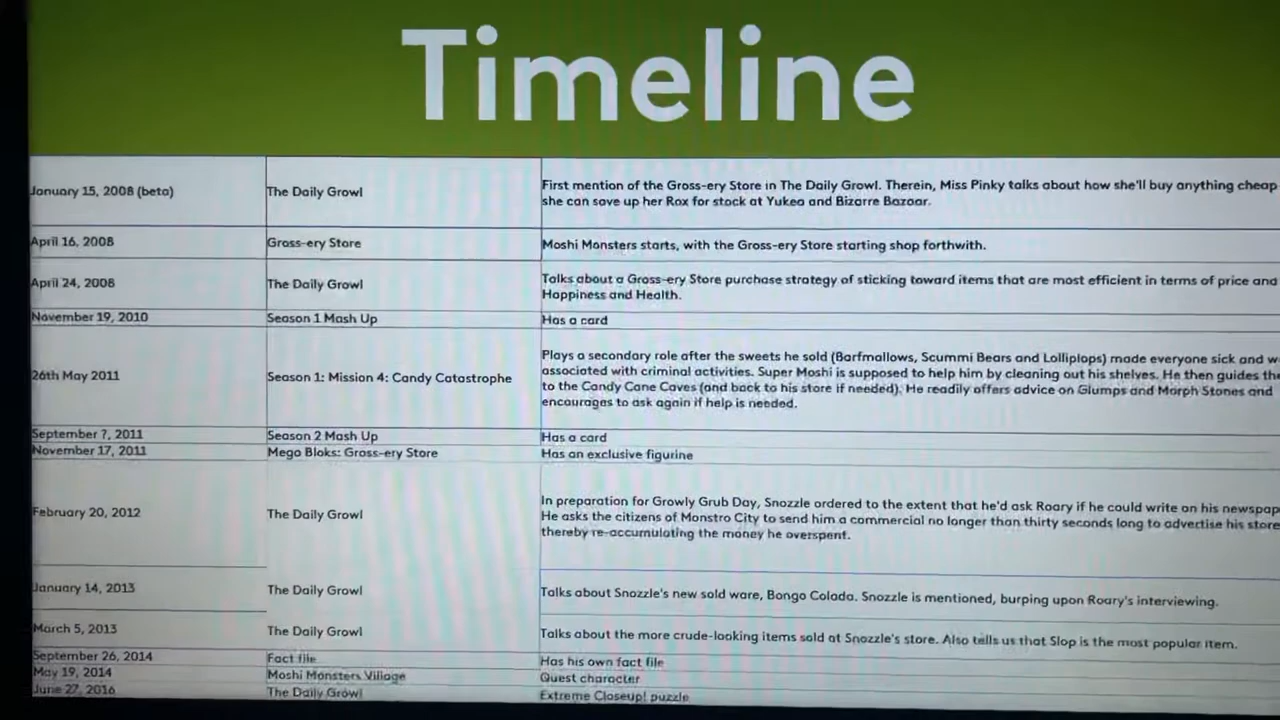 Timeline
January 15, 2008 (beta) The Daily Growl First mention of the Gross-ery Store in The Daily Growl. Therein, Miss Pinky talks about how she'll buy anything cheap
she can save up her Rox for stock at Yukea and Bizarre Bazaar.
April 16, 2008 Gross-ery Store Moshi Monsters starts, with the Gross-ery Store starting shop forthwith.
April 24, 2008 The Daily Growl Talks about a Gross-ery Store purchase strategy of sticking toward items that are most efficient in terms of price and
Happiness and Health.
November 19, 2010 Season 1 Mash Up Has a card
26th May 2011 Season 1: Mission 4: Candy Catastrophe Plays a secondary role after the sweets he sold (Barfmallows, Scummi Bears and Lolliplops) made everyone sick and
associated with criminal activities. Super Moshi is supposed to help him by cleaning out his shelves. He then guides
to the Candy Cane Caves (and back to his store if needed). He readily offers advice on Glumps and Morph Stones and
encourages to ask again if help is needed.
September ?, 2011 Season 2 Mash Up Has a card
November 17, 2011 Mega Bloks: Gross-ery Store Has an exclusive figurine
February 20, 2012 The Daily Growl In preparation for Growly Grub Day, Snozzle ordered to the extent that he'd ask Roary if he could write on his
He asks the citizens of Monstro City to send him a commercial no longer than thirty seconds long to advertise his store
thereby re-accumulating the money he overspent.
January 14, 2013 The Daily Growl Talks about Snozzle's new sold ware, Bongo Colada. Snozzle is mentioned, burping upon Roary's interviewing.
March 5, 2013 The Daily Growl Talks about the more crude-looking items sold at Snozzle's store. Also tells us that Slop is the most popular item.
September 26, 2014 Fact file Has his own fact file
May 19, 2014 Moshi Monsters Village Quest character
June 27, 2016 The Daily Growl Extreme Closeup! puzzle